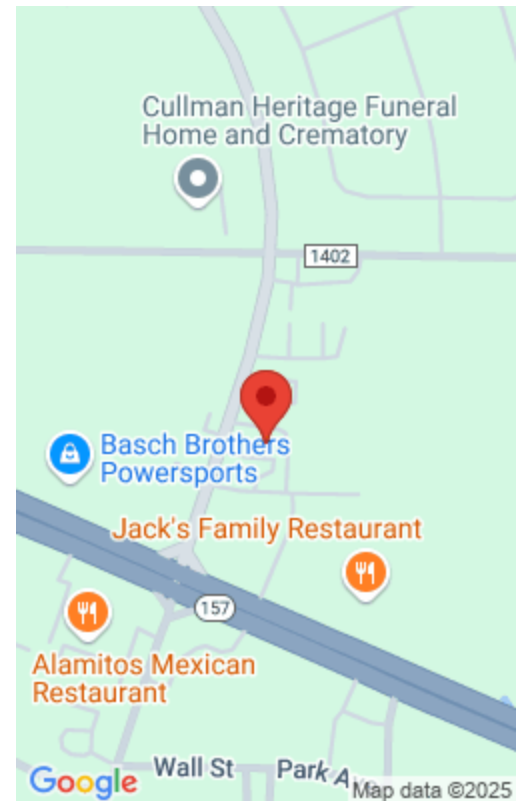 Cullman Heritage Funeral
Home and Crematory
1402
Basch Brothers
Powersports
Jack's Family Restaurant
157
Alamitos Mexican
Restaurant
Wall St
Park Ave
Google
Map data ©2025